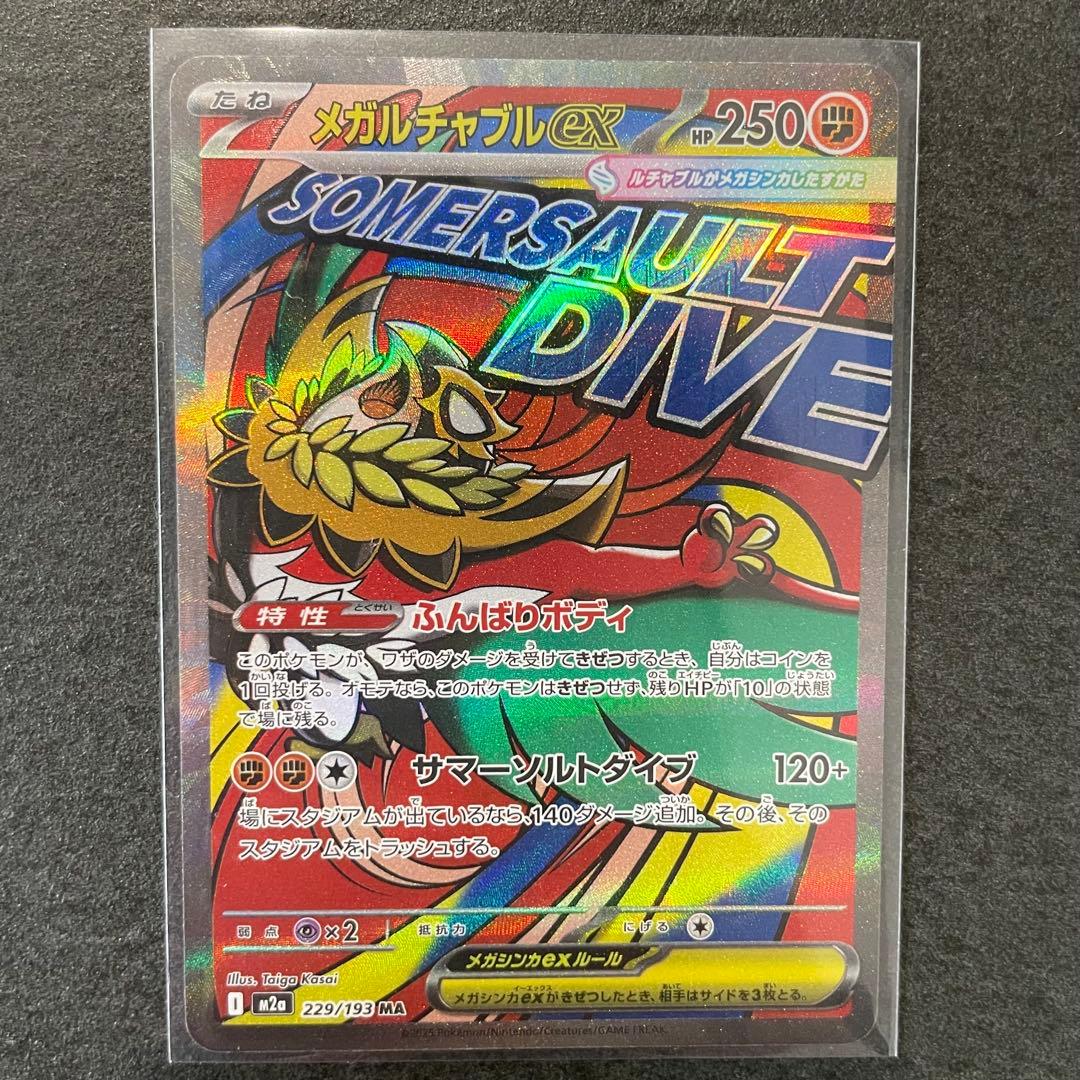 たね
メガルチャブルex HP 250
ルチャブルがメガシンカしたすがた
SOMERSAULT
DIVE
特性 とくせい ふんばりボディ
このポケモンが、ワザのダメージを受けてきぜつするとき、自分はコインを
1回投げる。オモテなら、このポケモンはきぜつせず、残りHPが「10」の状態
で場に残る。
サマーソルトダイブ 120+
場にスタジアムが出ているなら、140ダメージ追加。その後、その
スタジアムをトラッシュする。
弱点 ×2 抵抗力 にげる
メガシンカexルール
メガシンカexがきぜつしたとき、相手はサイドを3枚とる。
Illus. Taiga Kasai
I m2a 229/193 MA
©2025 Pokémon/Nintendo/Creatures/GAME FREAK.